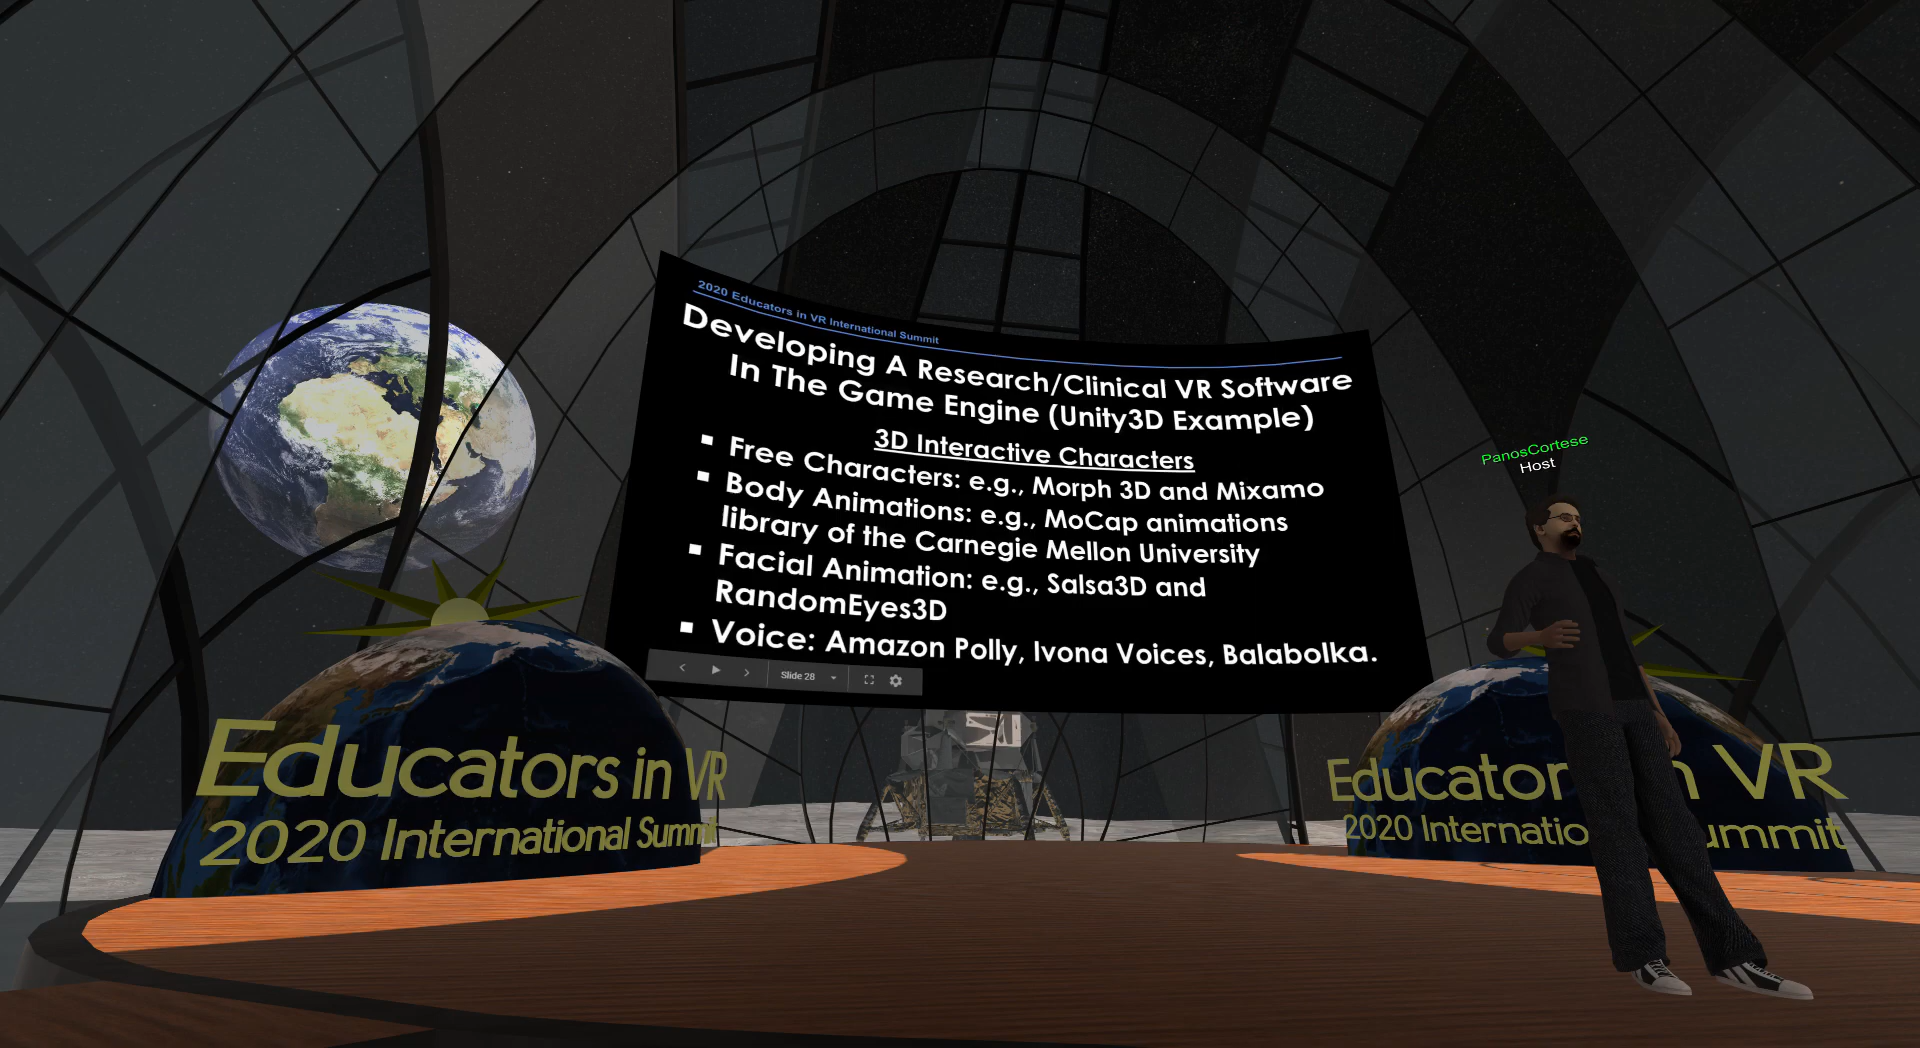 2020 Educators in VR International Summit
Developing A Research/Clinical VR Software
In The Game Engine (Unity3D Example)
3D Interactive Characters
▪ Free Characters: e.g., Morph 3D and Mixamo
▪ Body Animations: e.g., MoCap animations
library of the Carnegie Mellon University
▪ Facial Animation: e.g., Salsa3D and
RandomEyes3D
▪ Voice: Amazon Polly, Ivona Voices, Balabolka.
Slide 28
PanosCortese
Host
Educators in VR
2020 International Summit
Educator n VR
2020 Internatio ummit